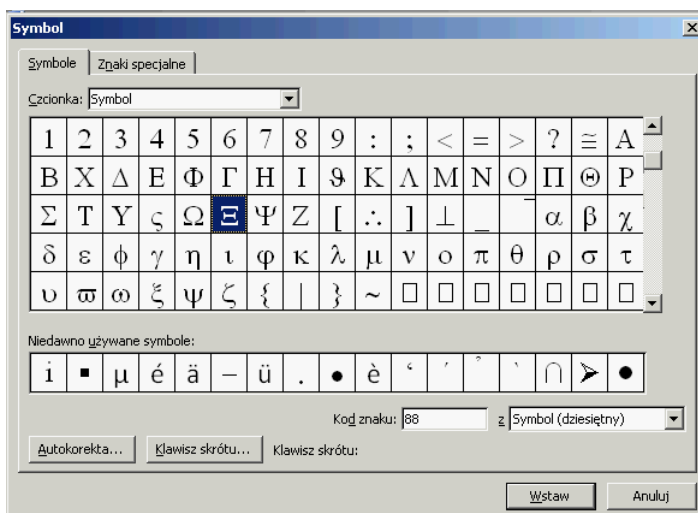 Symbol
Symbole Znaki specjalne
Czcionka: Symbol
1 2 3 4 5 6 7 8 9 : ; < = > ? ≅ Α
Β Χ Δ Ε Φ Γ Η Ι ϑ Κ Λ Μ Ν Ο Π Θ Ρ
Σ Τ Υ ς Ω Ξ Ψ Ζ [ ∴ ] ⊥ _ ‾ α β χ
δ ε φ γ η ι φ κ λ μ ν ο π θ ρ σ τ
υ ϖ ω ξ ψ ζ { | } ~ □ □ □ □ □ □ □
Niedawno używane symbole:
i ▪ μ é ä – ü . ● è ‘ ′ ’ ‵ ∩ ➢ ●
Kod znaku: 88 z Symbol (dziesiętny)
Autokorekta... Klawisz skrótu... Klawisz skrótu:
Wstaw Anuluj